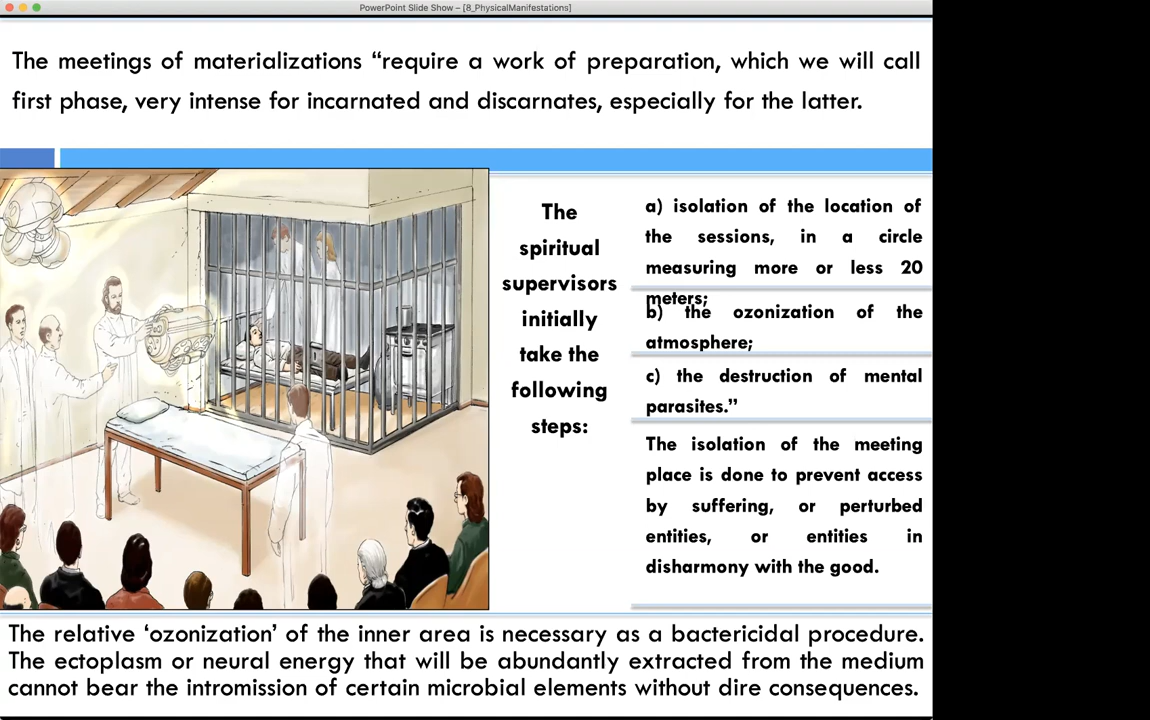 PowerPoint Slide Show – [8_PhysicalManifestations]
The meetings of materializations “require a work of preparation, which we will call
first phase, very intense for incarnated and discarnates, especially for the latter.
The
spiritual
supervisors
initially
take the
following
steps:
a) isolation of the location of
the sessions, in a circle
measuring more or less 20
meters;
b) the ozonization of the
atmosphere;
c) the destruction of mental
parasites.”
The isolation of the meeting
place is done to prevent access
by suffering, or perturbed
entities, or entities in
disharmony with the good.
The relative ‘ozonization’ of the inner area is necessary as a bactericidal procedure.
The ectoplasm or neural energy that will be abundantly extracted from the medium
cannot bear the intromission of certain microbial elements without dire consequences.